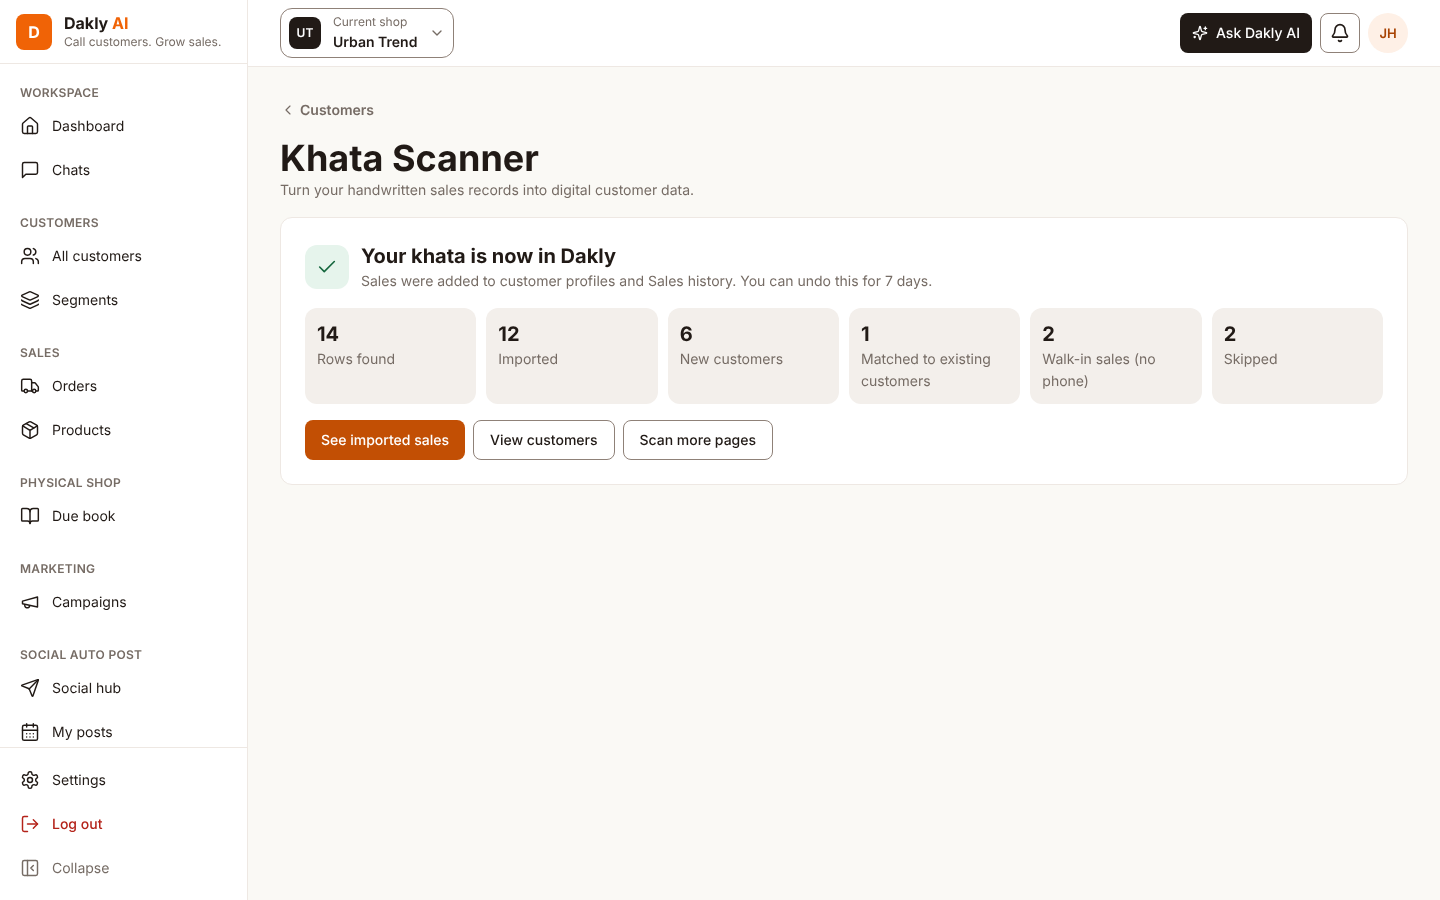 D
Dakly AI
Call customers. Grow sales.
WORKSPACE
Dashboard
Chats
CUSTOMERS
All customers
Segments
SALES
Orders
Products
PHYSICAL SHOP
Due book
MARKETING
Campaigns
SOCIAL AUTO POST
Social hub
My posts
Settings
Log out
Collapse
UT
Current shop
Urban Trend
Ask Dakly AI
JH
Customers
Khata Scanner
Turn your handwritten sales records into digital customer data.
Your khata is now in Dakly
Sales were added to customer profiles and Sales history. You can undo this for 7 days.
14
Rows found
12
Imported
6
New customers
1
Matched to existing
customers
2
Walk-in sales (no
phone)
2
Skipped
See imported sales
View customers
Scan more pages